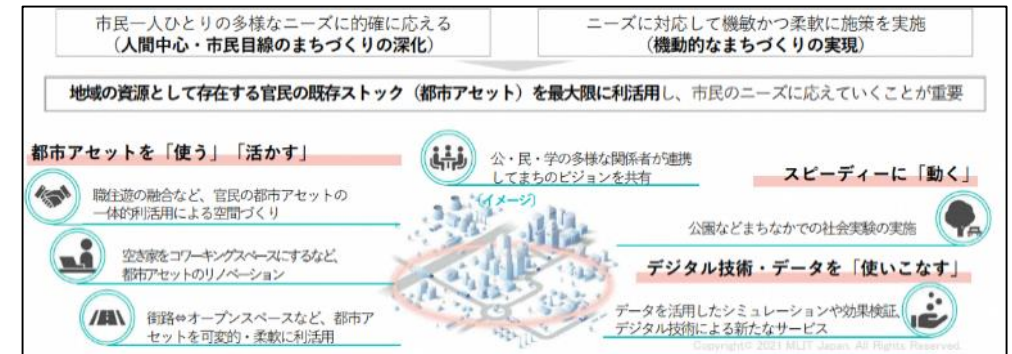 市民一人ひとりの多様なニーズに的確に応える
（人間中心・市民目線のまちづくりの深化）
ニーズに対応して機敏かつ柔軟に施策を実施
（機動的なまちづくりの実現）
地域の資源として存在する官民の既存ストック（都市アセット）を最大限に利活用し、市民のニーズに応えていくことが重要
都市アセットを「使う」「活かす」
職住遊の融合など、官民の都市アセットの
一体的利活用による空間づくり
空き家をコワーキングスペースにするなど、
都市アセットのリノベーション
街路⇔オープンスペースなど、都市ア
セットを可変的・柔軟に利活用
公・民・学の多様な関係者が連携
してまちのビジョンを共有
（イメージ）
スピーディーに「動く」
公園などまちなかでの社会実験の実施
デジタル技術・データを「使いこなす」
データを活用したシミュレーションや効果検証、
デジタル技術による新たなサービス
Copyright© 2021 MLIT Japan. All Rights Reserved.